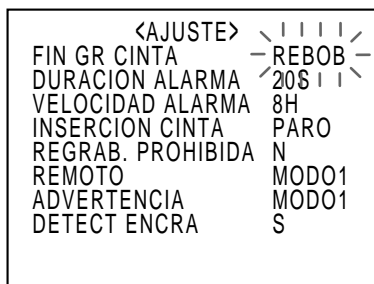 <AJUSTE>
FIN GR CINTA REBOB
DURACION ALARMA 20S
VELOCIDAD ALARMA 8H
INSERCION CINTA PARO
REGRAB. PROHIBIDA N
REMOTO MODO1
ADVERTENCIA MODO1
DETECT ENCRA S